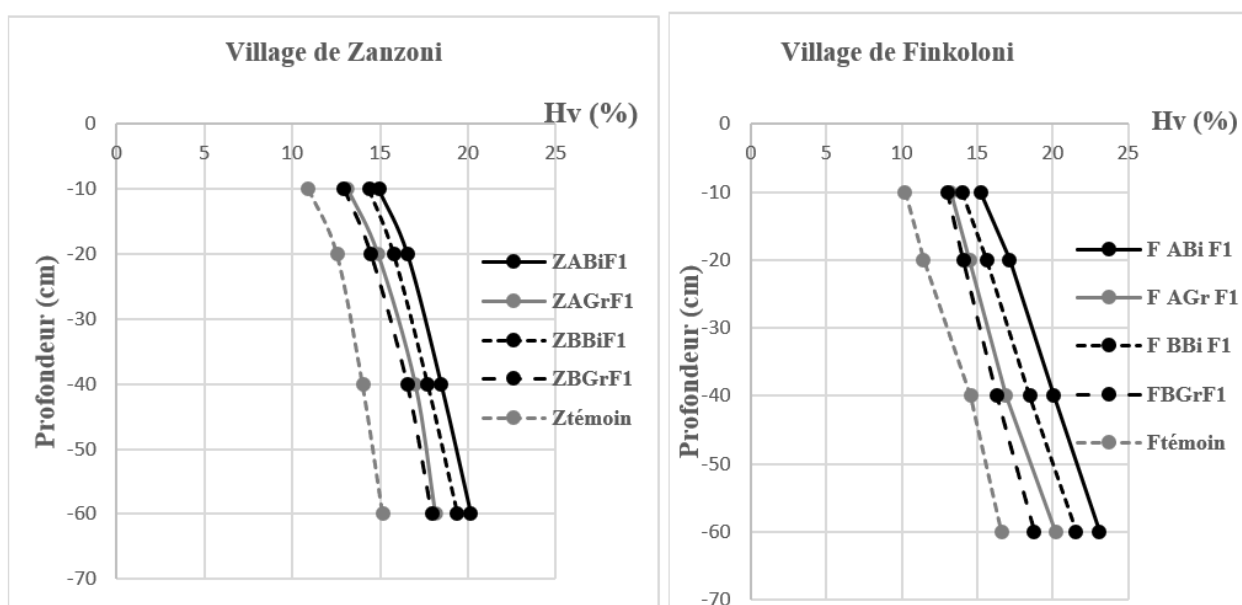 Village de Zanzoni
Hv (%)
0
0 5 10 15 20 25
-10
-20
-30
-40
-50
-60
-70
Profondeur (cm)
ZABiF1
ZAGrF1
ZBBiF1
ZBGrF1
Ztémoin
Village de Finkoloni
Hv (%)
0
0 5 10 15 20 25
-10
-20
-30
-40
-50
-60
-70
Profondeur (cm)
F ABi F1
F AGr F1
F BBi F1
FBGrF1
Ftémoin